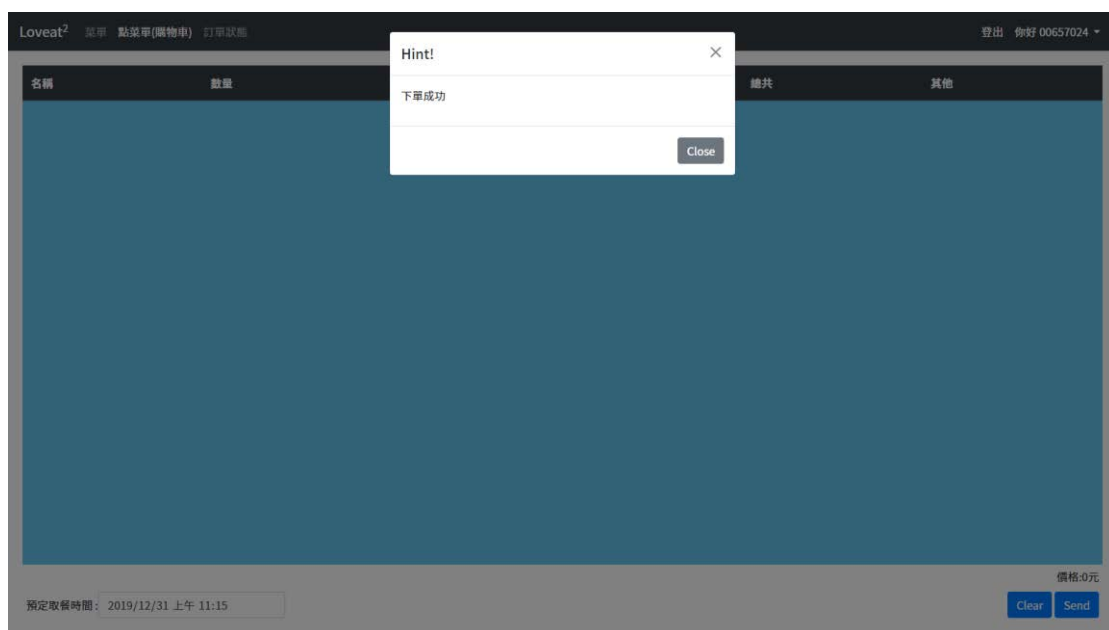 Loveat² 菜單 點菜單(購物車) 訂單狀態 登出 你好 00657024
Hint! ×
名稱 數量 總共 其他
下單成功
Close
價格:0元
預定取餐時間: 2019/12/31 上午 11:15
Clear Send